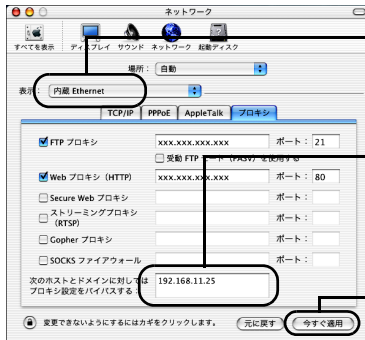 ネットワーク
すべてを表示 ディスプレイ サウンド ネットワーク 起動ディスク
場所： 自動
表示： 内蔵 Ethernet
TCP/IP PPPoE AppleTalk プロキシ
FTP プロキシ xxx.xxx.xxx.xxx ポート： 21
受動 FTP モード（PASV）を使用する
Web プロキシ（HTTP） xxx.xxx.xxx.xxx ポート： 80
Secure Web プロキシ ポート：
ストリーミングプロキシ
（RTSP） ポート：
Gopher プロキシ ポート：
SOCKS ファイアウォール ポート：
次のホストとドメインに対しては 192.168.11.25
プロキシ設定をバイパスする：
変更できないようにするにはカギをクリックします。 元に戻す 今すぐ適用